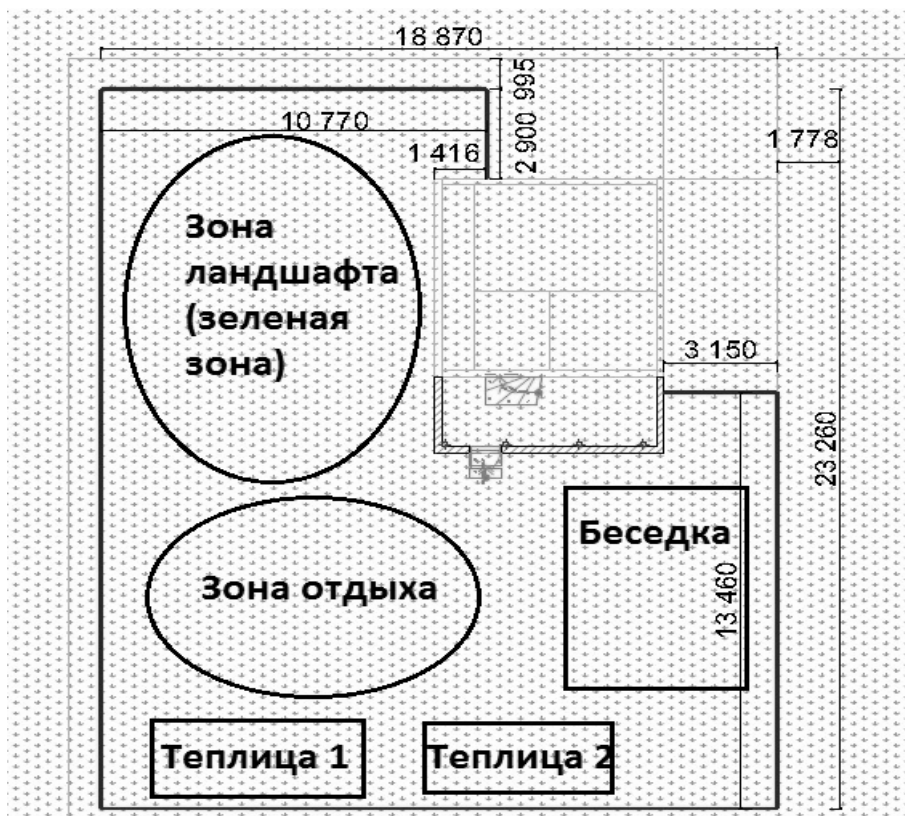 18 870
995
10 770
2 900
1 416
1 778
Зона
ландшафта
(зеленая
зона)
3 150
23 260
Беседка
Зона отдыха
13 460
Теплица 1
Теплица 2